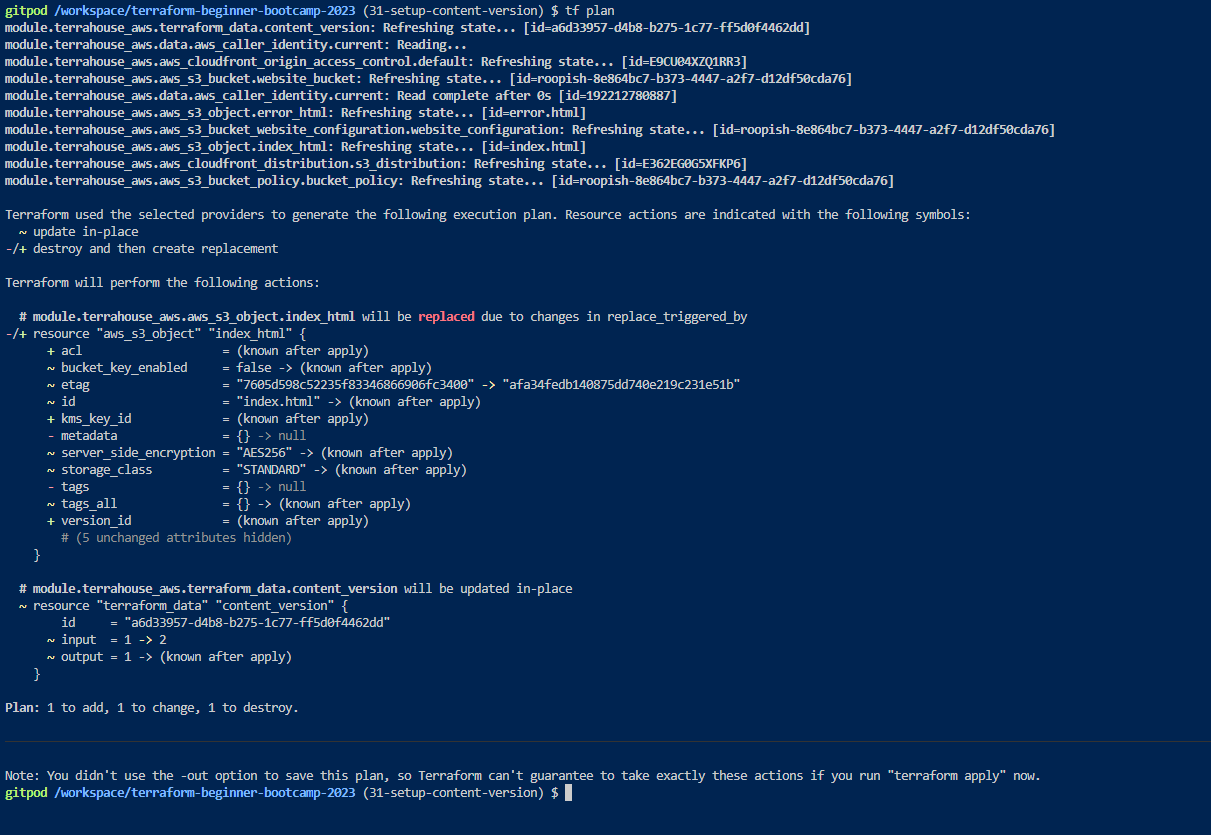 gitpod /workspace/terraform-beginner-bootcamp-2023 (31-setup-content-version) $ tf plan
module.terrahouse_aws.terraform_data.content_version: Refreshing state... [id=a6d33957-d4b8-b275-1c77-ff5d0f4462dd]
module.terrahouse_aws.data.aws_caller_identity.current: Reading...
module.terrahouse_aws.aws_cloudfront_origin_access_control.default: Refreshing state... [id=E9CU04XZQ1RR3]
module.terrahouse_aws.aws_s3_bucket.website_bucket: Refreshing state... [id=roopish-8e864bc7-b373-4447-a2f7-d12df50cda76]
module.terrahouse_aws.data.aws_caller_identity.current: Read complete after 0s [id=192212780887]
module.terrahouse_aws.aws_s3_object.error_html: Refreshing state... [id=error.html]
module.terrahouse_aws.aws_s3_bucket_website_configuration.website_configuration: Refreshing state... [id=roopish-8e864bc7-b373-4447-a2f7-d12df50cda76]
module.terrahouse_aws.aws_s3_object.index_html: Refreshing state... [id=index.html]
module.terrahouse_aws.aws_cloudfront_distribution.s3_distribution: Refreshing state... [id=E362EG0G5XFKP6]
module.terrahouse_aws.aws_s3_bucket_policy.bucket_policy: Refreshing state... [id=roopish-8e864bc7-b373-4447-a2f7-d12df50cda76]
Terraform used the selected providers to generate the following execution plan. Resource actions are indicated with the following symbols:
  ~ update in-place
-/+ destroy and then create replacement
Terraform will perform the following actions:
  # module.terrahouse_aws.aws_s3_object.index_html will be replaced due to changes in replace_triggered_by
-/+ resource "aws_s3_object" "index_html" {
      + acl                    = (known after apply)
      ~ bucket_key_enabled     = false -> (known after apply)
      ~ etag                   = "7605d598c52235f83346866906fc3400" -> "afa34fedb140875dd740e219c231e51b"
      ~ id                     = "index.html" -> (known after apply)
      + kms_key_id             = (known after apply)
      - metadata               = {} -> null
      ~ server_side_encryption = "AES256" -> (known after apply)
      ~ storage_class          = "STANDARD" -> (known after apply)
      - tags                   = {} -> null
      ~ tags_all               = {} -> (known after apply)
      + version_id             = (known after apply)
        # (5 unchanged attributes hidden)
    }
  # module.terrahouse_aws.terraform_data.content_version will be updated in-place
  ~ resource "terraform_data" "content_version" {
        id     = "a6d33957-d4b8-b275-1c77-ff5d0f4462dd"
      ~ input  = 1 -> 2
      ~ output = 1 -> (known after apply)
    }
Plan: 1 to add, 1 to change, 1 to destroy.
Note: You didn't use the -out option to save this plan, so Terraform can't guarantee to take exactly these actions if you run "terraform apply" now.
gitpod /workspace/terraform-beginner-bootcamp-2023 (31-setup-content-version) $